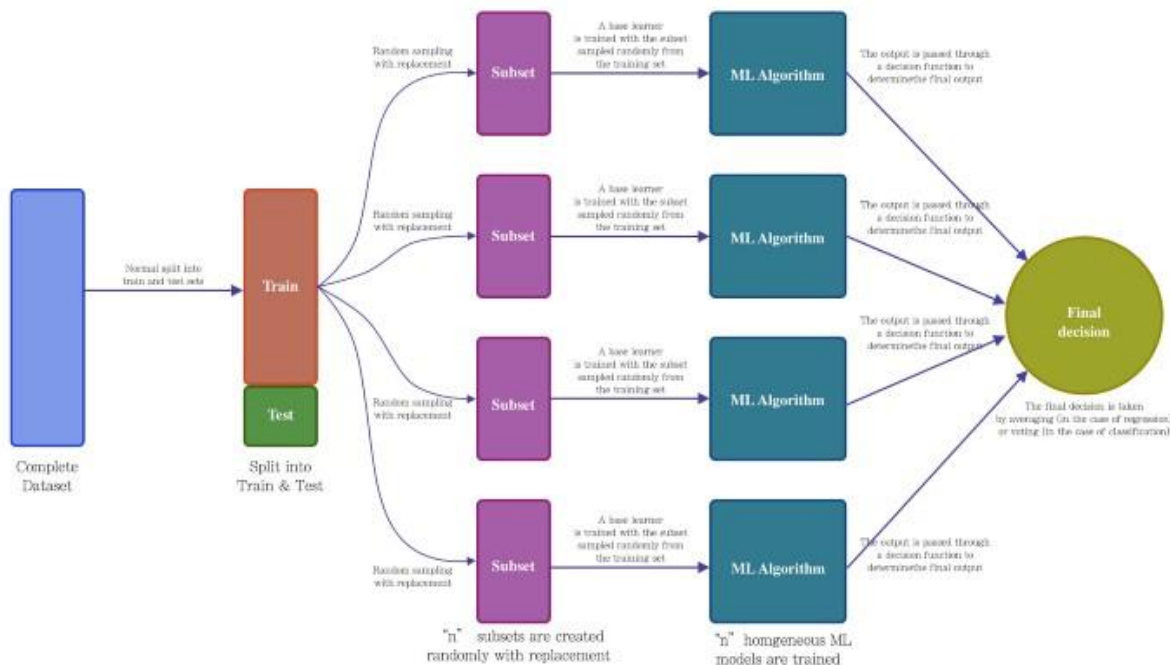 Random sampling
with replacement
Subset
A base learner
is trained with the subset
sampled randomly from
the training set
ML Algorithm
The output is passed through
a decision function to
determinethe final output
Random sampling
with replacement
Subset
A base learner
is trained with the subset
sampled randomly from
the training set
ML Algorithm
The output is passed through
a decision function to
determinethe final output
Normal split into
train and test sets
Train
Test
Final
decision
The final decision is taken
by averaging (in the case of regression)
or voting (in the case of classification)
Random sampling
with replacement
Subset
A base learner
is trained with the subset
sampled randomly from
the training set
ML Algorithm
The output is passed through
a decision function to
determinethe final output
Complete
Dataset
Split into
Train & Test
Random sampling
with replacement
Subset
A base learner
is trained with the subset
sampled randomly from
the training set
ML Algorithm
The output is passed through
a decision function to
determinethe final output
"n" subsets are created
randomly with replacement
"n" homgeneous ML
models are trained